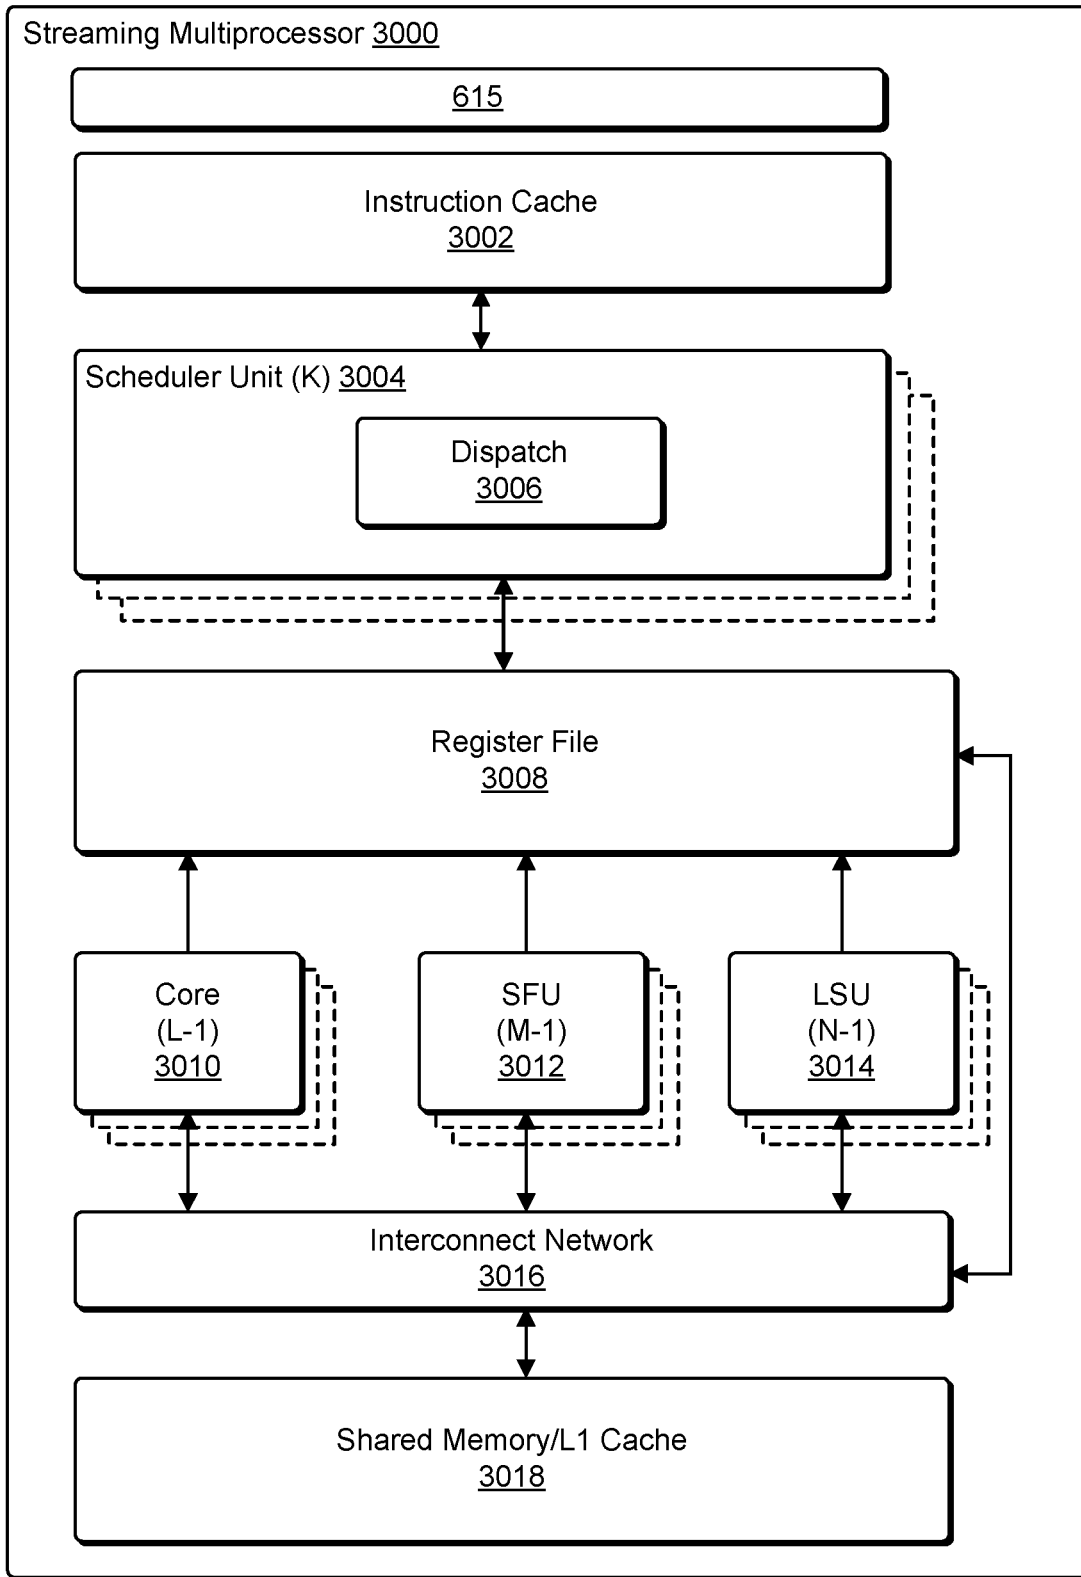 Streaming Multiprocessor 3000
615
Instruction Cache
3002
Scheduler Unit (K) 3004
Dispatch
3006
Register File
3008
Core
(L-1)
3010
SFU
(M-1)
3012
LSU
(N-1)
3014
Interconnect Network
3016
Shared Memory/L1 Cache
3018